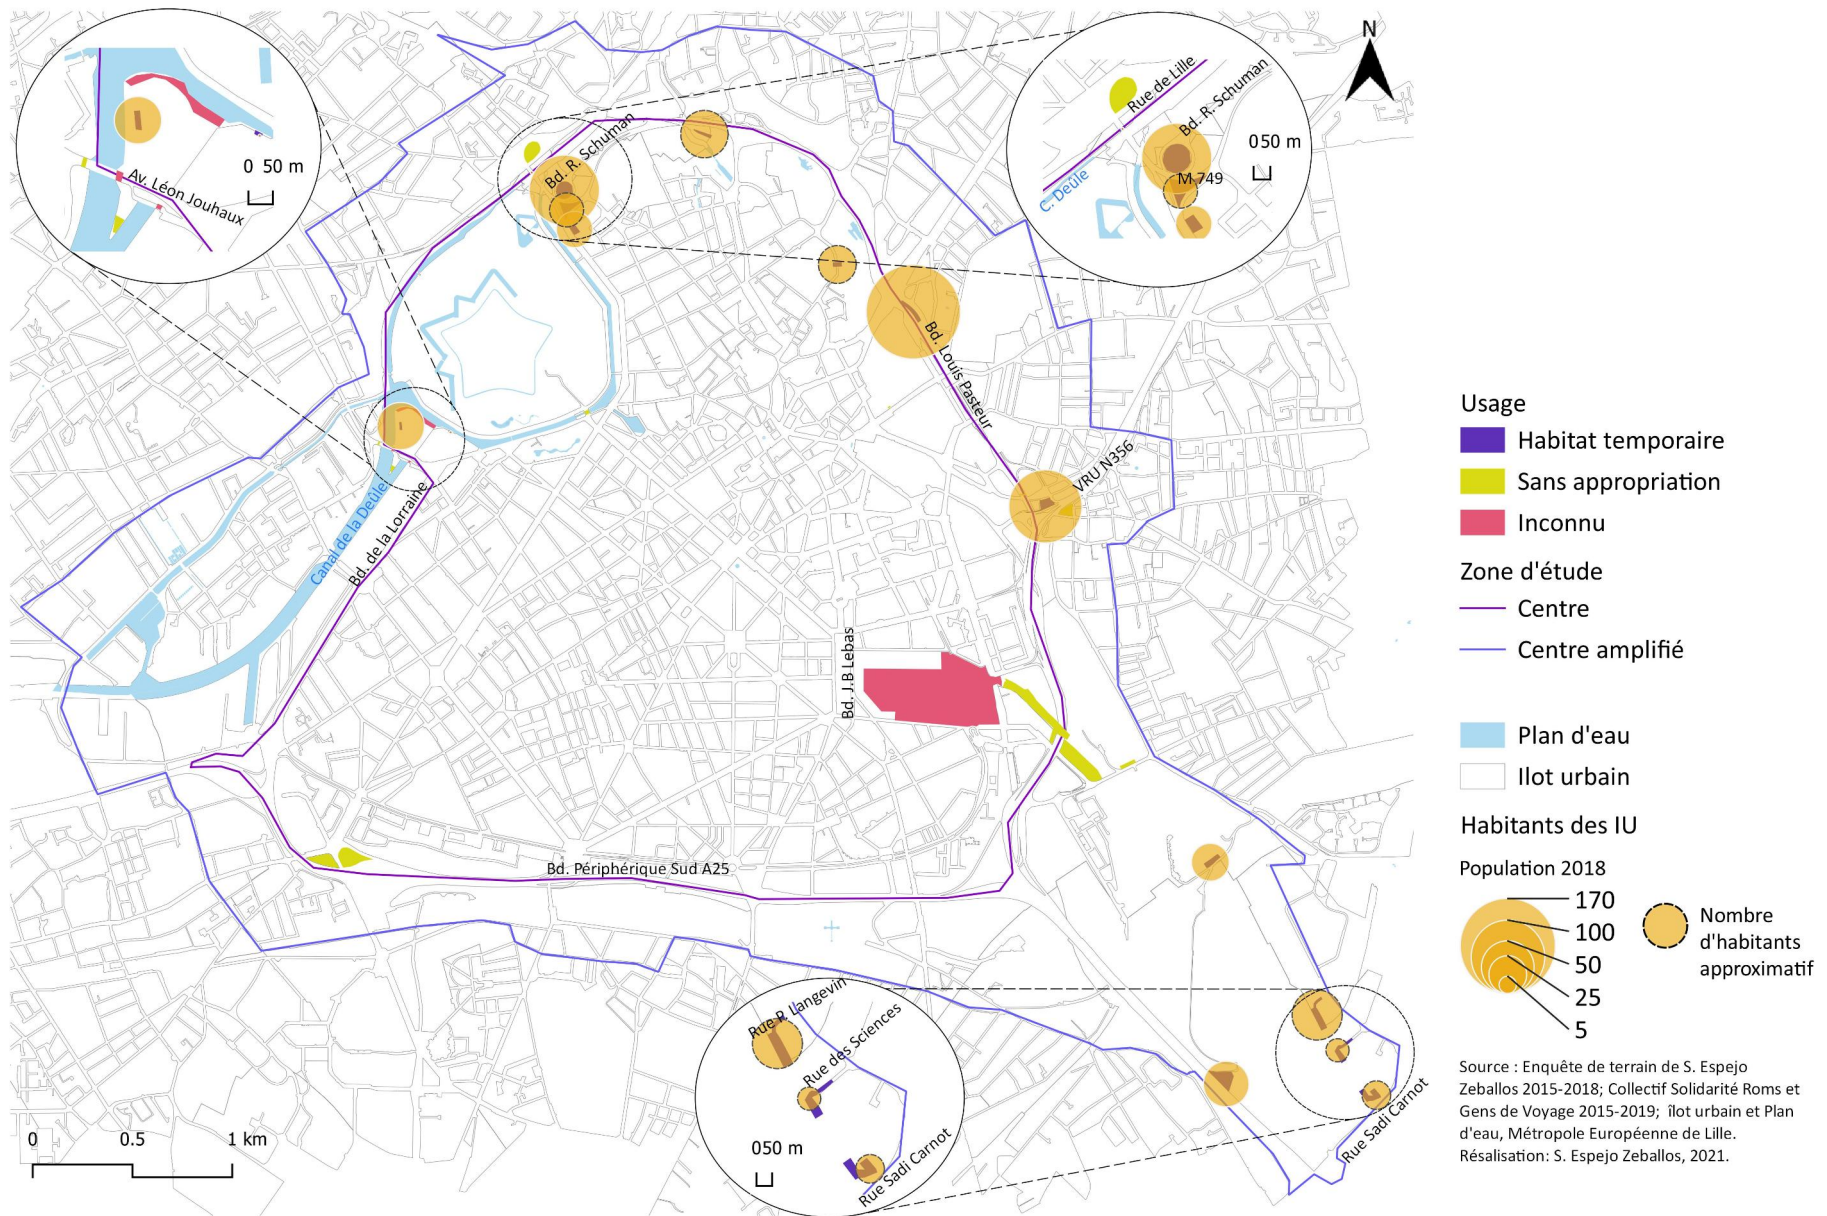 N
Av. Léon Jouhaux
0 50 m
Rue de Lille
Bd. R. Schuman
050 m
M 749
C. Deûle
Bd. R. Schuman
Bd. Louis Pasteur
VRU N356
Canal de la Deûle
Bd. de la Lorraine
Bd. J.B Lebas
Bd. Périphérique Sud A25
Rue P. Langevin
Rue des Sciences
050 m
Rue Sadi Carnot
Rue Sadi Carnot
0 0.5 1 km
Usage
Habitat temporaire
Sans appropriation
Inconnu
Zone d'étude
Centre
Centre amplifié
Plan d'eau
Ilot urbain
Habitants des IU
Population 2018
170
100
50
25
5
Nombre
d'habitants
approximatif
Source : Enquête de terrain de S. Espejo
Zeballos 2015-2018; Collectif Solidarité Roms et
Gens de Voyage 2015-2019; îlot urbain et Plan
d'eau, Métropole Européenne de Lille.
Résalisation: S. Espejo Zeballos, 2021.